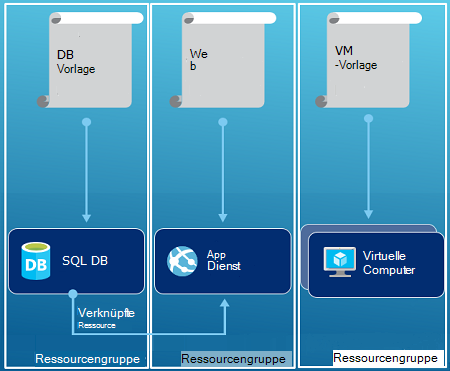 DB
Vorlage
We
b
VM
-Vorlage
DB
SQL DB
App
Dienst
Virtuelle
Computer
Verknüpfte
Ressource
Ressourcengruppe
Ressourcengruppe
Ressourcengruppe